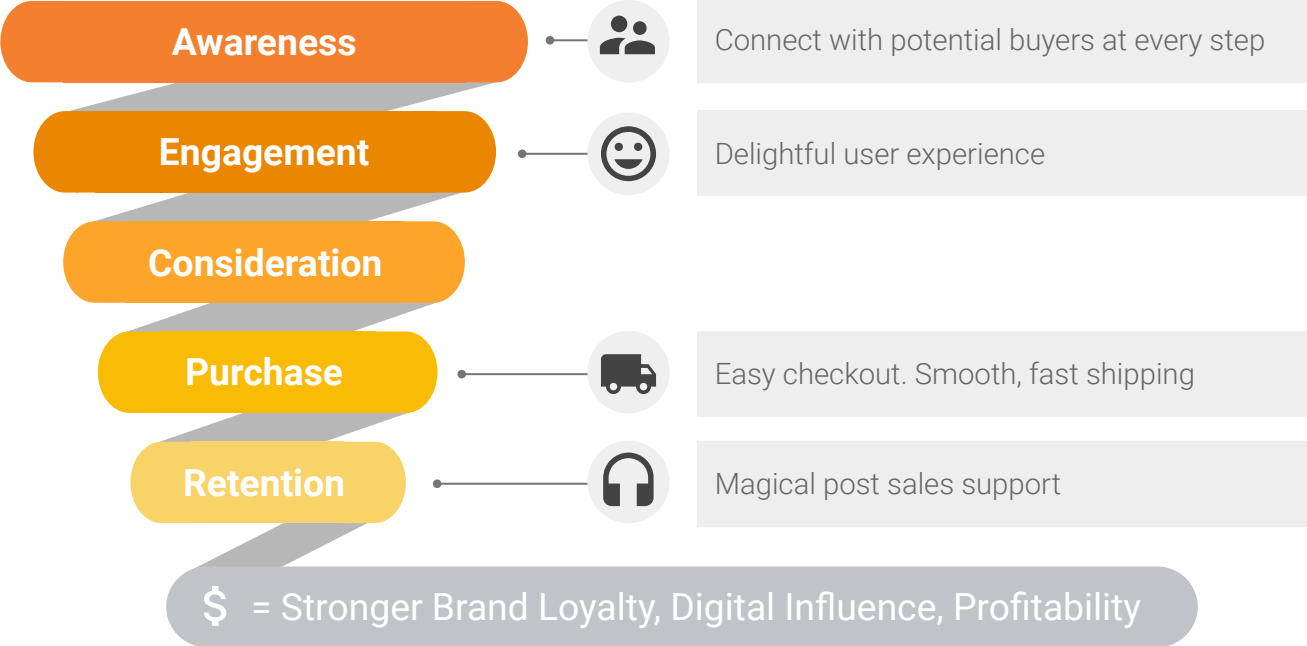 Awareness
Connect with potential buyers at every step
Engagement
Delightful user experience
Consideration
Purchase
Easy checkout. Smooth, fast shipping
Retention
Magical post sales support
$ = Stronger Brand Loyalty, Digital Influence, Profitability